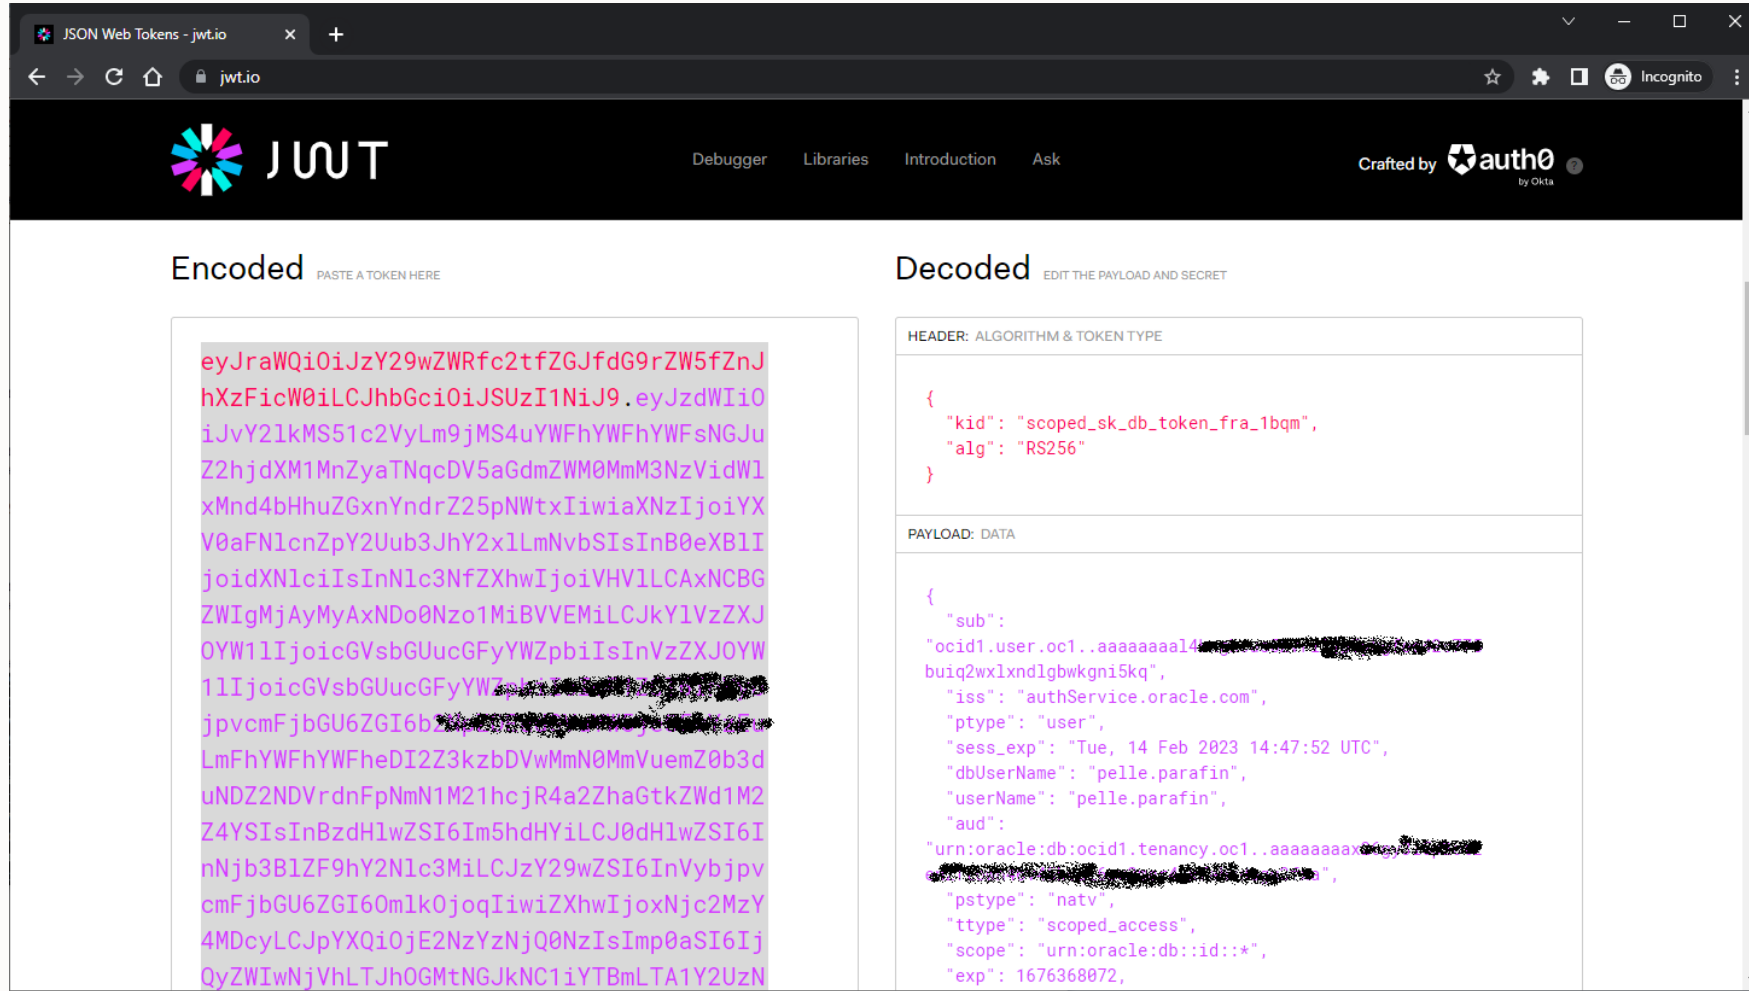 JSON Web Tokens - jwt.io
jwt.io
Incognito
JWT
Debugger Libraries Introduction Ask
Crafted by auth0
by Okta
Encoded PASTE A TOKEN HERE
eyJraWQiOiJzY29wZWRfc2tfZGJfdG9rZW5fZnJ
hXzFicW0iLCJhbGciOiJSUzI1NiJ9.eyJzdWIiO
iJvY2lkMS51c2VyLm9jMS4uYWFhYWFhYWFsNGJu
Z2hjdXM1MnZyaTNqcDV5aGdmZWM0MmM3NzVidWl
xMnd4bHhuZGxnYndrZ25pNWtxIiwiaXNzIjoiYX
V0aFNlcnZpY2Uub3JhY2xlLmNvbSIsInB0eXBlI
joidXNlciIsInNlc3NfZXhwIjoiVHVlLCAxNCBG
ZWIgMjAyMyAxNDo0Nzo1MiBVVEMiLCJkYlVzZXJ
OYW1lIjoicGVsbGUucGFyYWZpbiIsInVzZXJOYW
1lIjoicGVsbGUucGFyYWZ
jpvcmFjbGU6ZGI6b2
LmFhYWFhYWFheDI2Z3kzbDVwMmN0MmVuemZ0b3d
uNDZ2NDVrdnFpNmN1M21hcjR4a2ZhaGtkZWd1M2
Z4YSIsInBzdHlwZSI6Im5hdHYiLCJ0dHlwZSI6I
nNjb3BlZF9hY2Nlc3MiLCJzY29wZSI6InVybjpv
cmFjbGU6ZGI6OmlkOjoqIiwiZXhwIjoxNjc2MzY
4MDcyLCJpYXQiOjE2NzYzNjQ0NzIsImp0aSI6Ij
QyZWIwNjVhLTJhOGMtNGJkNC1iYTBmLTA1Y2UzN
Decoded EDIT THE PAYLOAD AND SECRET
HEADER: ALGORITHM & TOKEN TYPE
{
"kid": "scoped_sk_db_token_fra_1bqm",
"alg": "RS256"
}
PAYLOAD: DATA
{
"sub":
"ocid1.user.oc1..aaaaaaaal4
buiq2wxlxndlgbwkgni5kq",
"iss": "authService.oracle.com",
"ptype": "user",
"sess_exp": "Tue, 14 Feb 2023 14:47:52 UTC",
"dbUserName": "pelle.parafin",
"userName": "pelle.parafin",
"aud":
"urn:oracle:db:ocid1.tenancy.oc1..aaaaaaaax
a",
"pstype": "natv",
"ttype": "scoped_access",
"scope": "urn:oracle:db::id::*",
"exp": 1676368072,